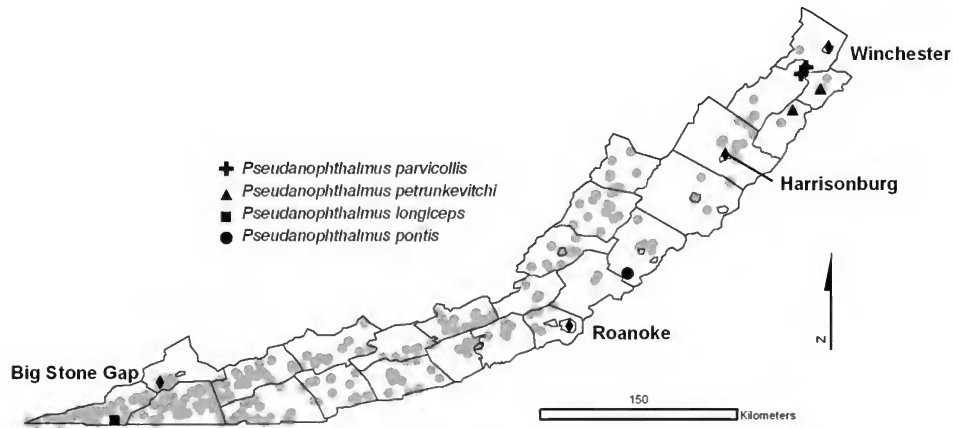 Winchester
Pseudanophthalmus parvicollis
Pseudanophthalmus petrunkevitchi
Pseudanophthalmus longiceps
Pseudanophthalmus pontis
Harrisonburg
Roanoke
N
Big Stone Gap
150
Kilometers